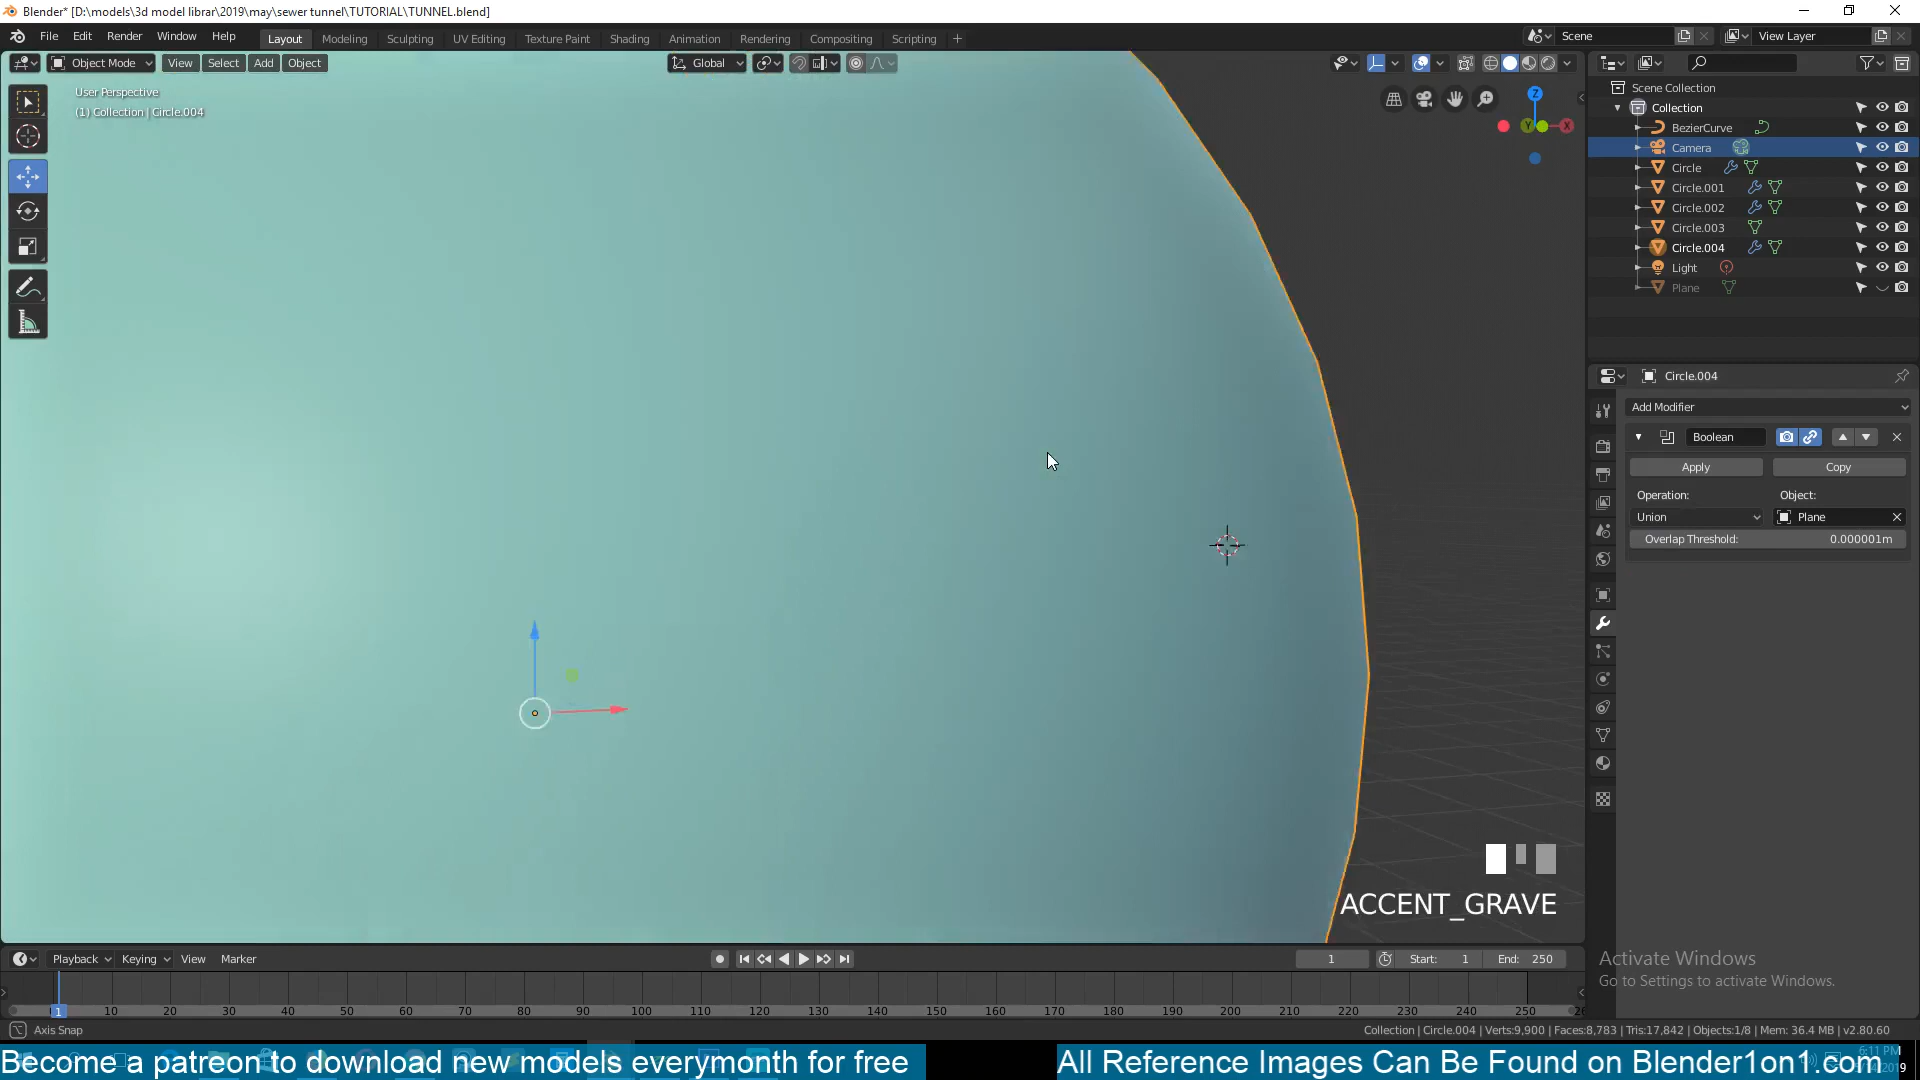 Blender* [D:\models\3d model librar\2019\may\sewer tunnel\TUTORIAL\TUNNEL.blend]
File Edit Render Window Help Layout Modeling Sculpting UV Editing Texture Paint Shading Animation Rendering Compositing Scripting + Scene View Layer
Object Mode View Select Add Object Global
User Perspective
(1) Collection | Circle.004
Z
Y
X
Scene Collection
Collection
BezierCurve
Camera
Circle
Circle.001
Circle.002
Circle.003
Circle.004
Light
Plane
Circle.004
Add Modifier
Boolean
Apply Copy
Operation: Object:
Union Plane
Overlap Threshold: 0.000001m
ACCENT_GRAVE
Activate Windows
Go to Settings to activate Windows.
Playback Keying View Marker 1 Start: 1 End: 250
1 10 20 30 40 50 60 70 80 90 100 110 120 130 140 150 160 170 180 190 200 210 220 230 240 250
Axis Snap
Collection | Circle.004 | Verts:9,900 | Faces:8,783 | Tris:17,842 | Objects:1/8 | Mem: 36.4 MB | v2.80.60
Become a patreon to download new models everymonth for free
All Reference Images Can Be Found on Blender1on1.com